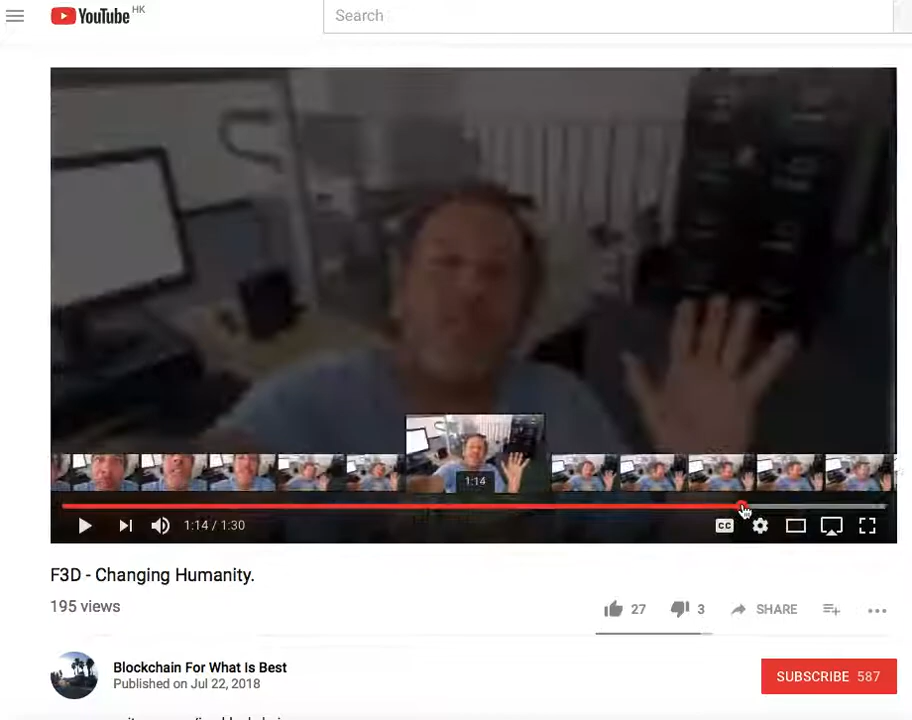 YouTube HK
Search
1:14
1:14 / 1:30
CC
F3D - Changing Humanity.
195 views
27
3
SHARE
Blockchain For What Is Best
Published on Jul 22, 2018
SUBSCRIBE 587